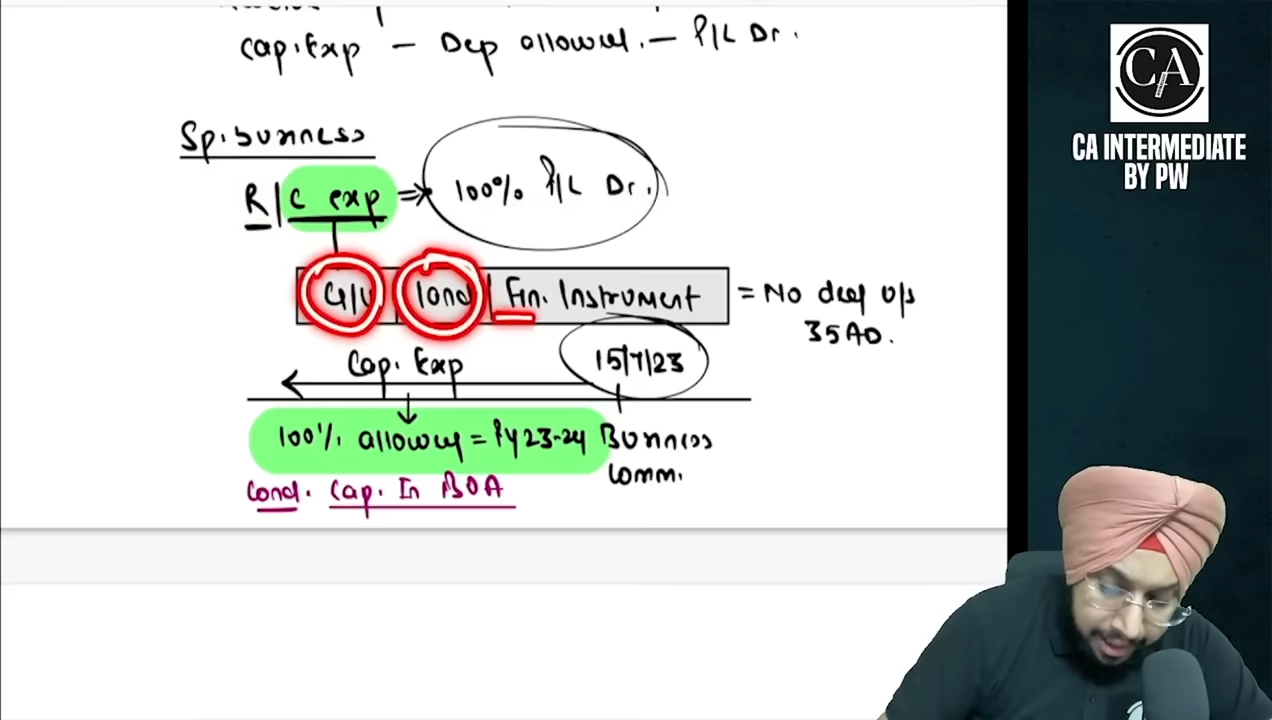 Cap. Exp – Dep allowed. – P/L Dr.
Sp. business
R/C exp ⇒ 100% P/L Dr.
G/W | Land | Fin. Instrument = No ded u/s
35AD.
Cap. Exp 15/7/23
100% allowed = PY 23-24 Business
Comm.
Cond. Cap. In BOA
CA
CA INTERMEDIATE
BY PW